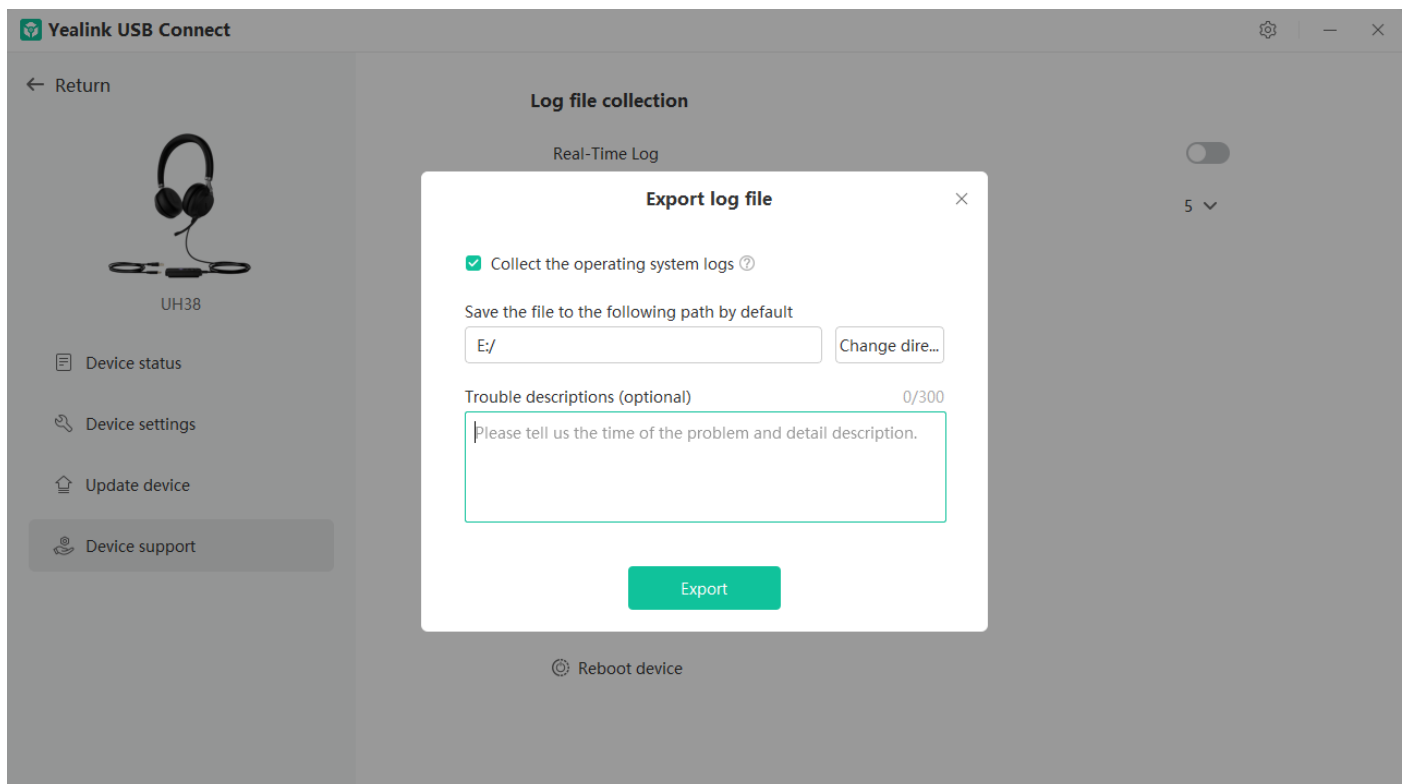 Yealink USB Connect
Return
UH38
Device status
Device settings
Update device
Device support
Log file collection
Real-Time Log
5
Export log file
Collect the operating system logs
Save the file to the following path by default
E:/
Change dire...
Trouble descriptions (optional)
0/300
Please tell us the time of the problem and detail description.
Export
Reboot device